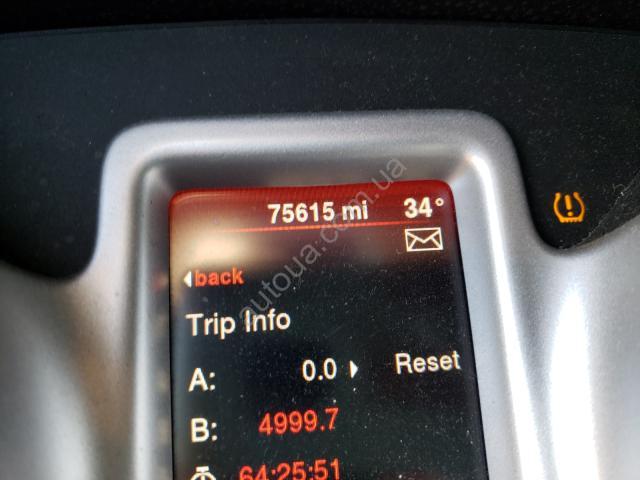 75615 mi 34°
back
Trip Info
A: 0.0 Reset
B: 4999.7
64:25:51
autoua.com.ua